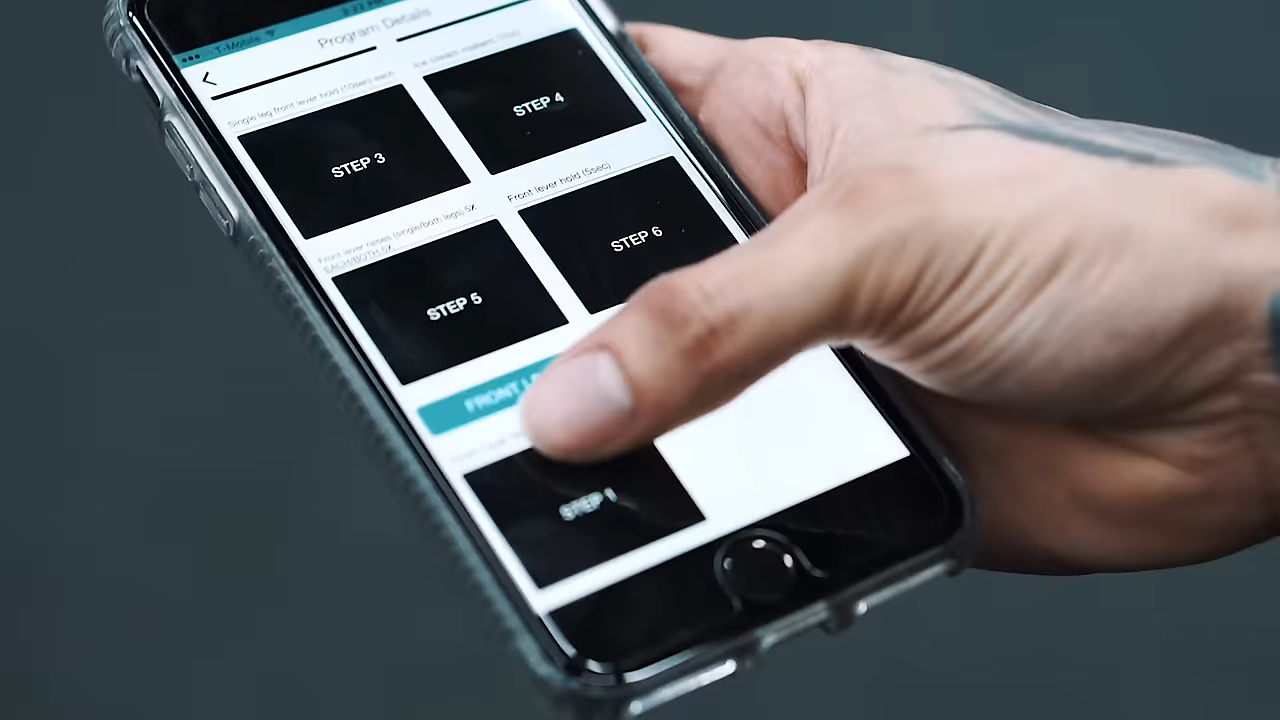 T-Mobile
Program Details
Single leg front lever hold (10sec) each
STEP 3
STEP 4
Front lever raises (single/both legs) 5X
EACH/BOTH 5X
Front lever hold (5sec)
STEP 5
STEP 6
FRONT
STEP 1